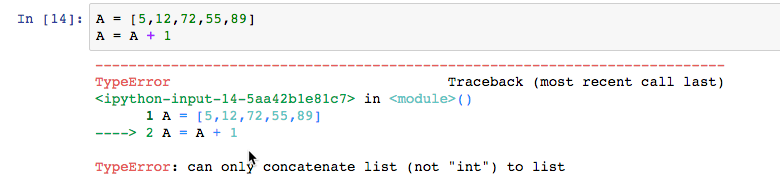 In [14]: A = [5,12,72,55,89]
A = A + 1
---------------------------------------------------------------------------
TypeError                                 Traceback (most recent call last)
<ipython-input-14-5aa42b1e81c7> in <module>()
      1 A = [5,12,72,55,89]
----> 2 A = A + 1
TypeError: can only concatenate list (not "int") to list